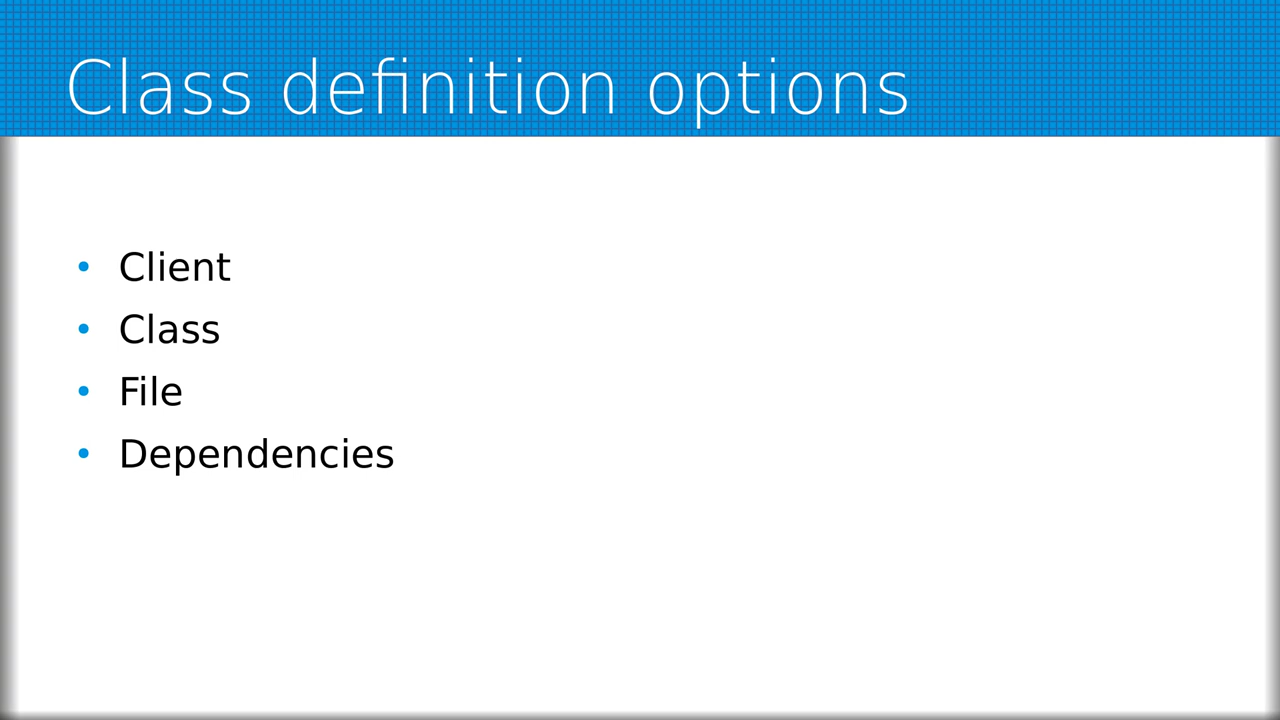 Class definition options
• Client
• Class
• File
• Dependencies